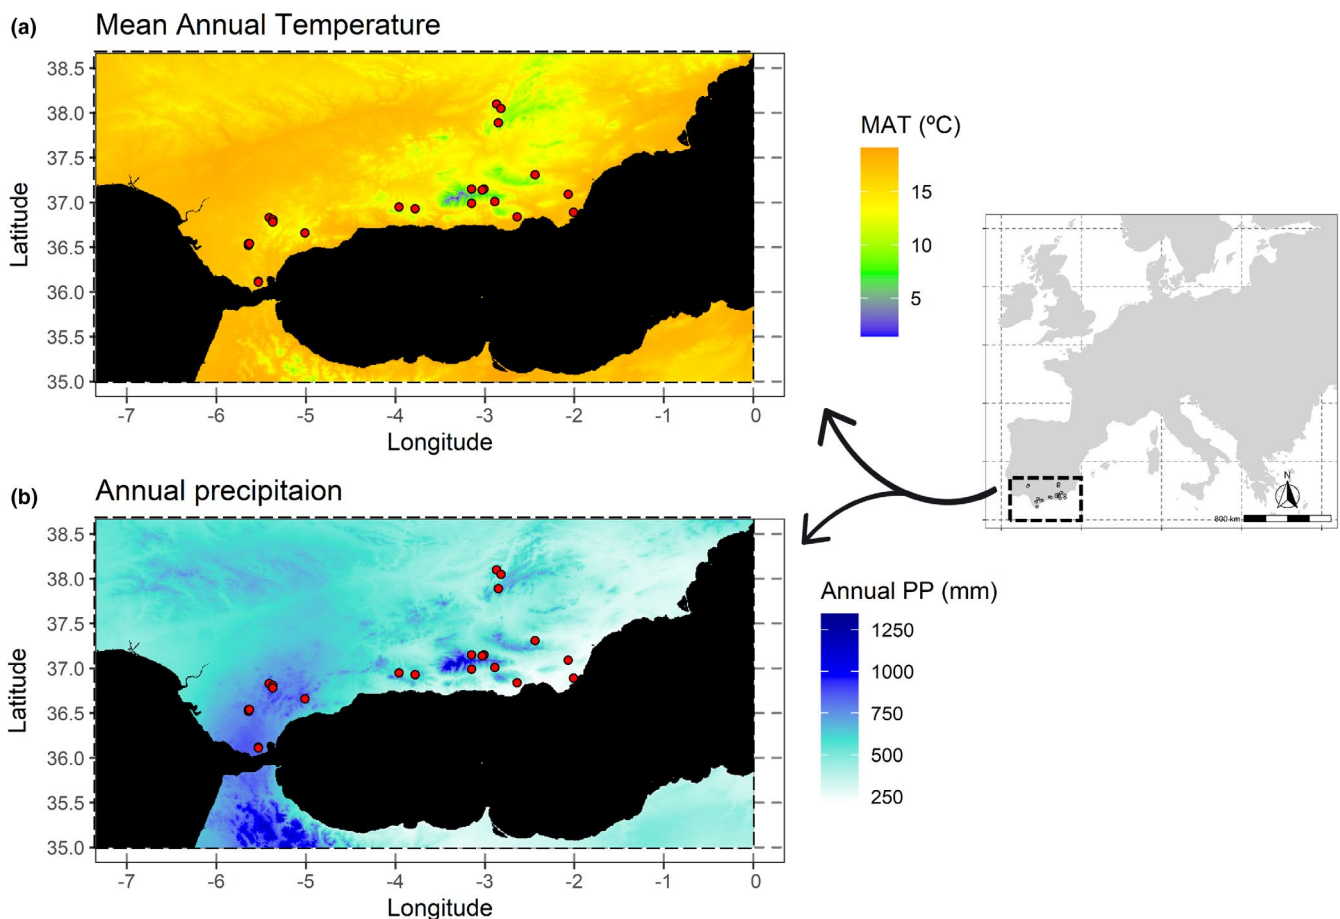 (a)
Mean Annual Temperature
38.5
38.0
37.5
37.0
36.5
36.0
35.5
35.0
Latitude
-7 -6 -5 -4 -3 -2 -1 0
Longitude
MAT (ºC)
15
10
5
N
800 km
(b)
Annual precipitaion
38.5
38.0
37.5
37.0
36.5
36.0
35.5
35.0
Latitude
-7 -6 -5 -4 -3 -2 -1 0
Longitude
Annual PP (mm)
1250
1000
750
500
250